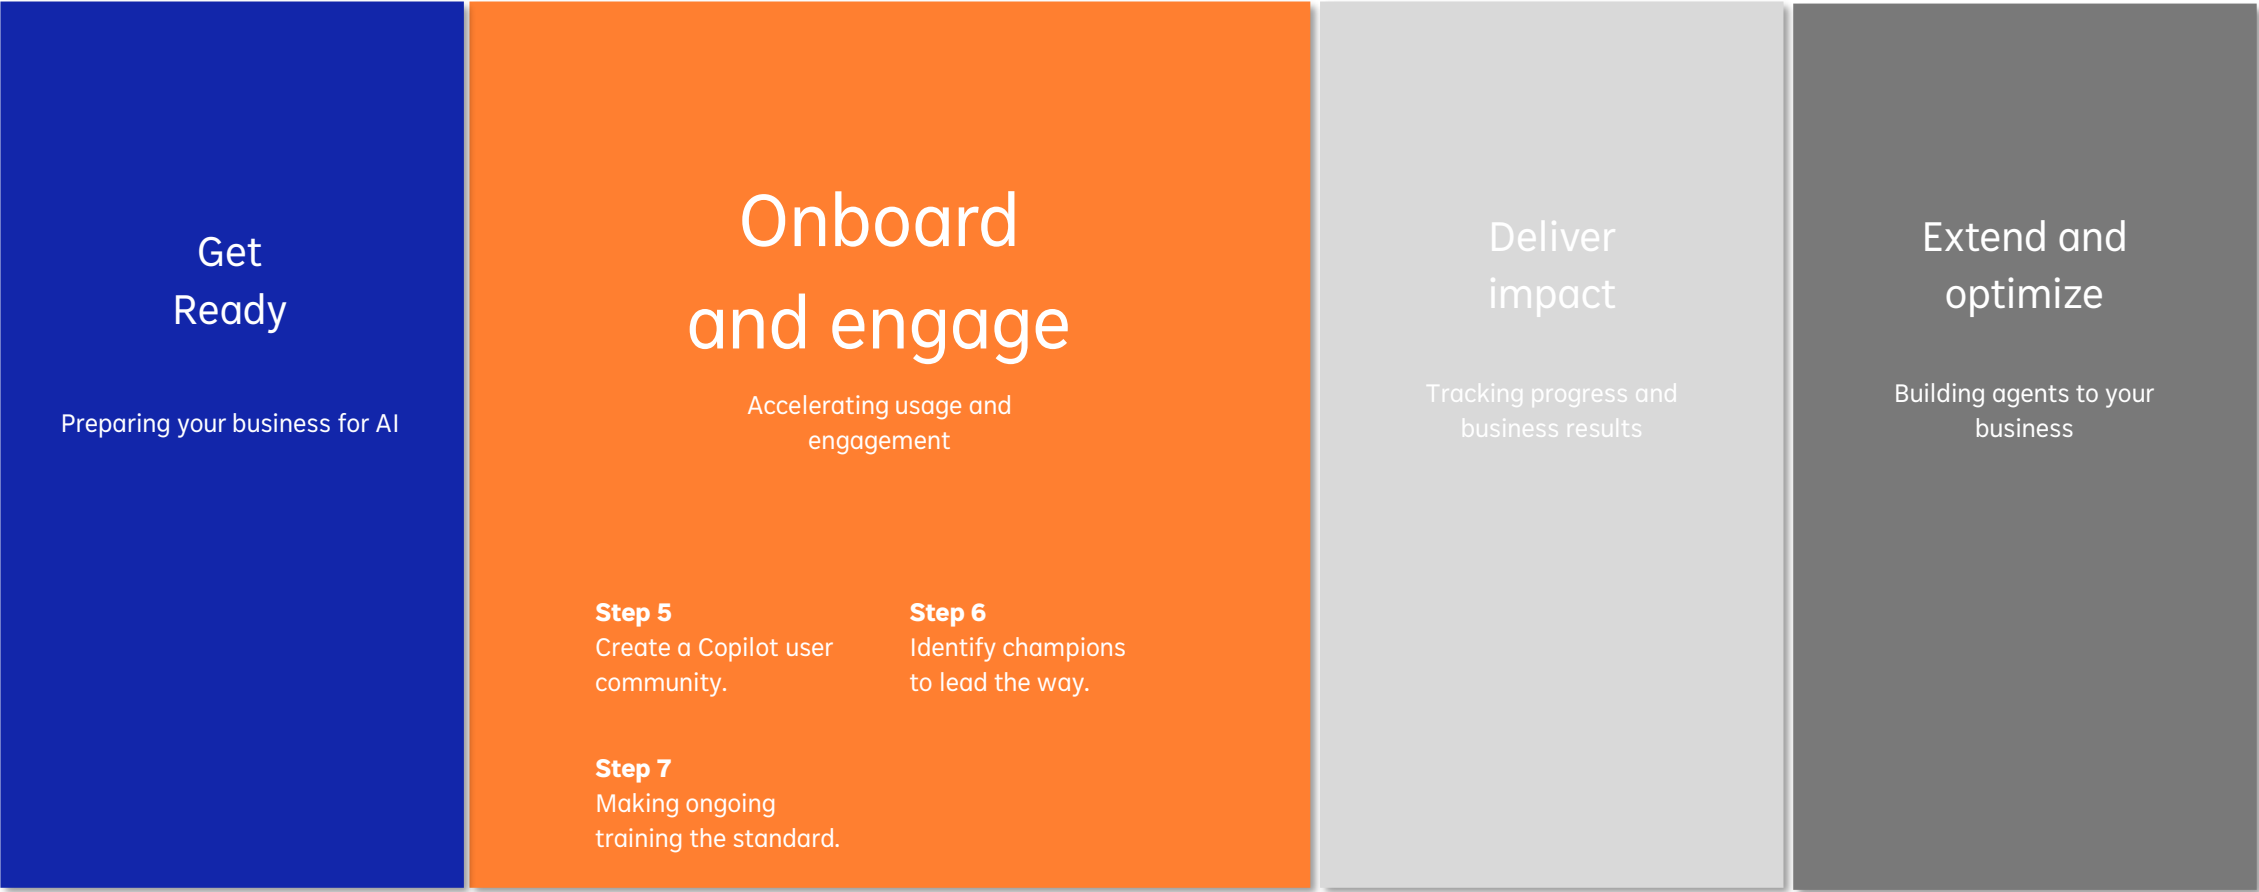 Get
Ready
Preparing your business for AI
Onboard
and engage
Accelerating usage and
engagement
Step 5
Create a Copilot user
community.
Step 6
Identify champions
to lead the way.
Step 7
Making ongoing
training the standard.
Deliver
impact
Tracking progress and
business results
Extend and
optimize
Building agents to your
business